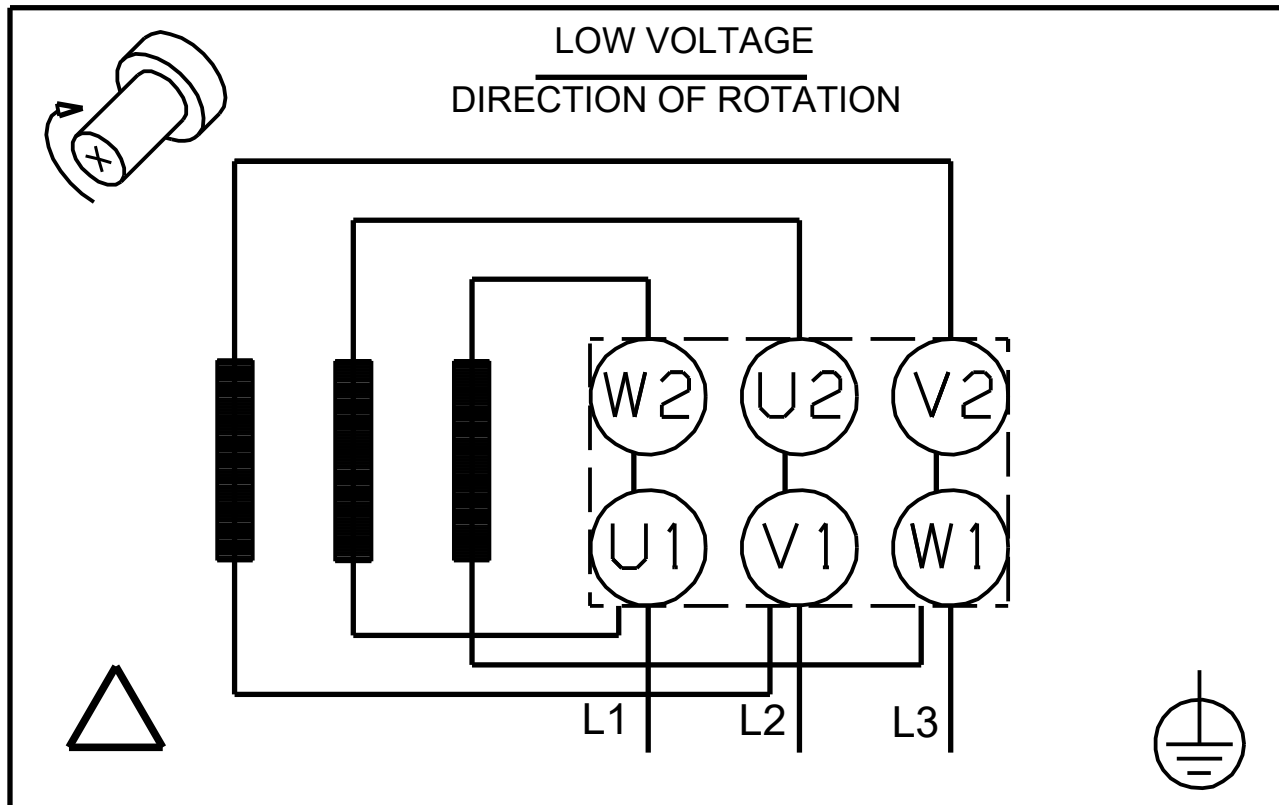 LOW VOLTAGE
DIRECTION OF ROTATION
W2 U2 V2
U1 V1 W1
L1 L2 L3